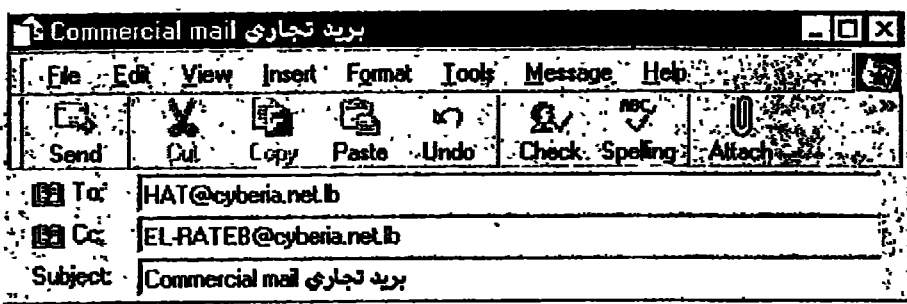 Commercial mail بريد تجاري
File Edit View Insert Format Tools Message Help
Send Cut Copy Paste Undo Check Spelling Attach
To: HAT@cyberia.net.lb
Cc: EL-RATEB@cyberia.net.lb
Subject: Commercial mail بريد تجاري